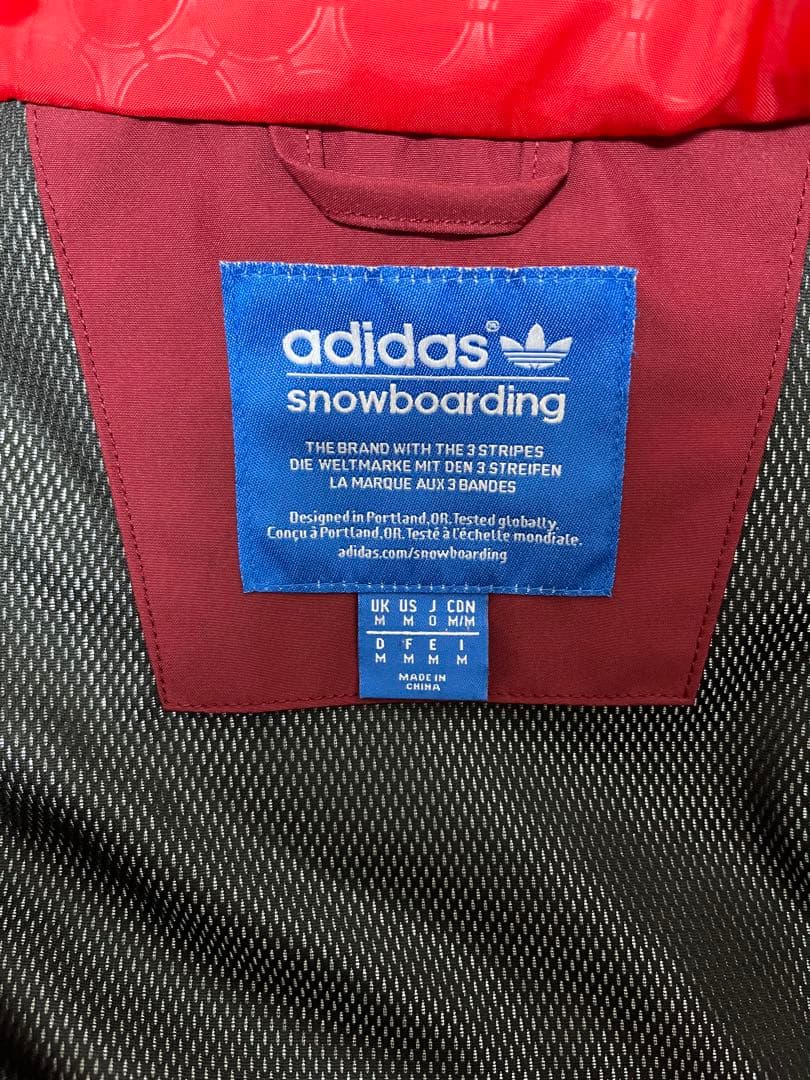 adidas®
snowboarding
THE BRAND WITH THE 3 STRIPES
DIE WELTMARKE MIT DEN 3 STREIFEN
LA MARQUE AUX 3 BANDES
Designed in Portland, OR. Tested globally.
Conçu à Portland, OR. Testé à l'échelle mondiale.
adidas.com/snowboarding
UK US J CDN
M M O M/M
D F E I
M M M M
MADE IN
CHINA